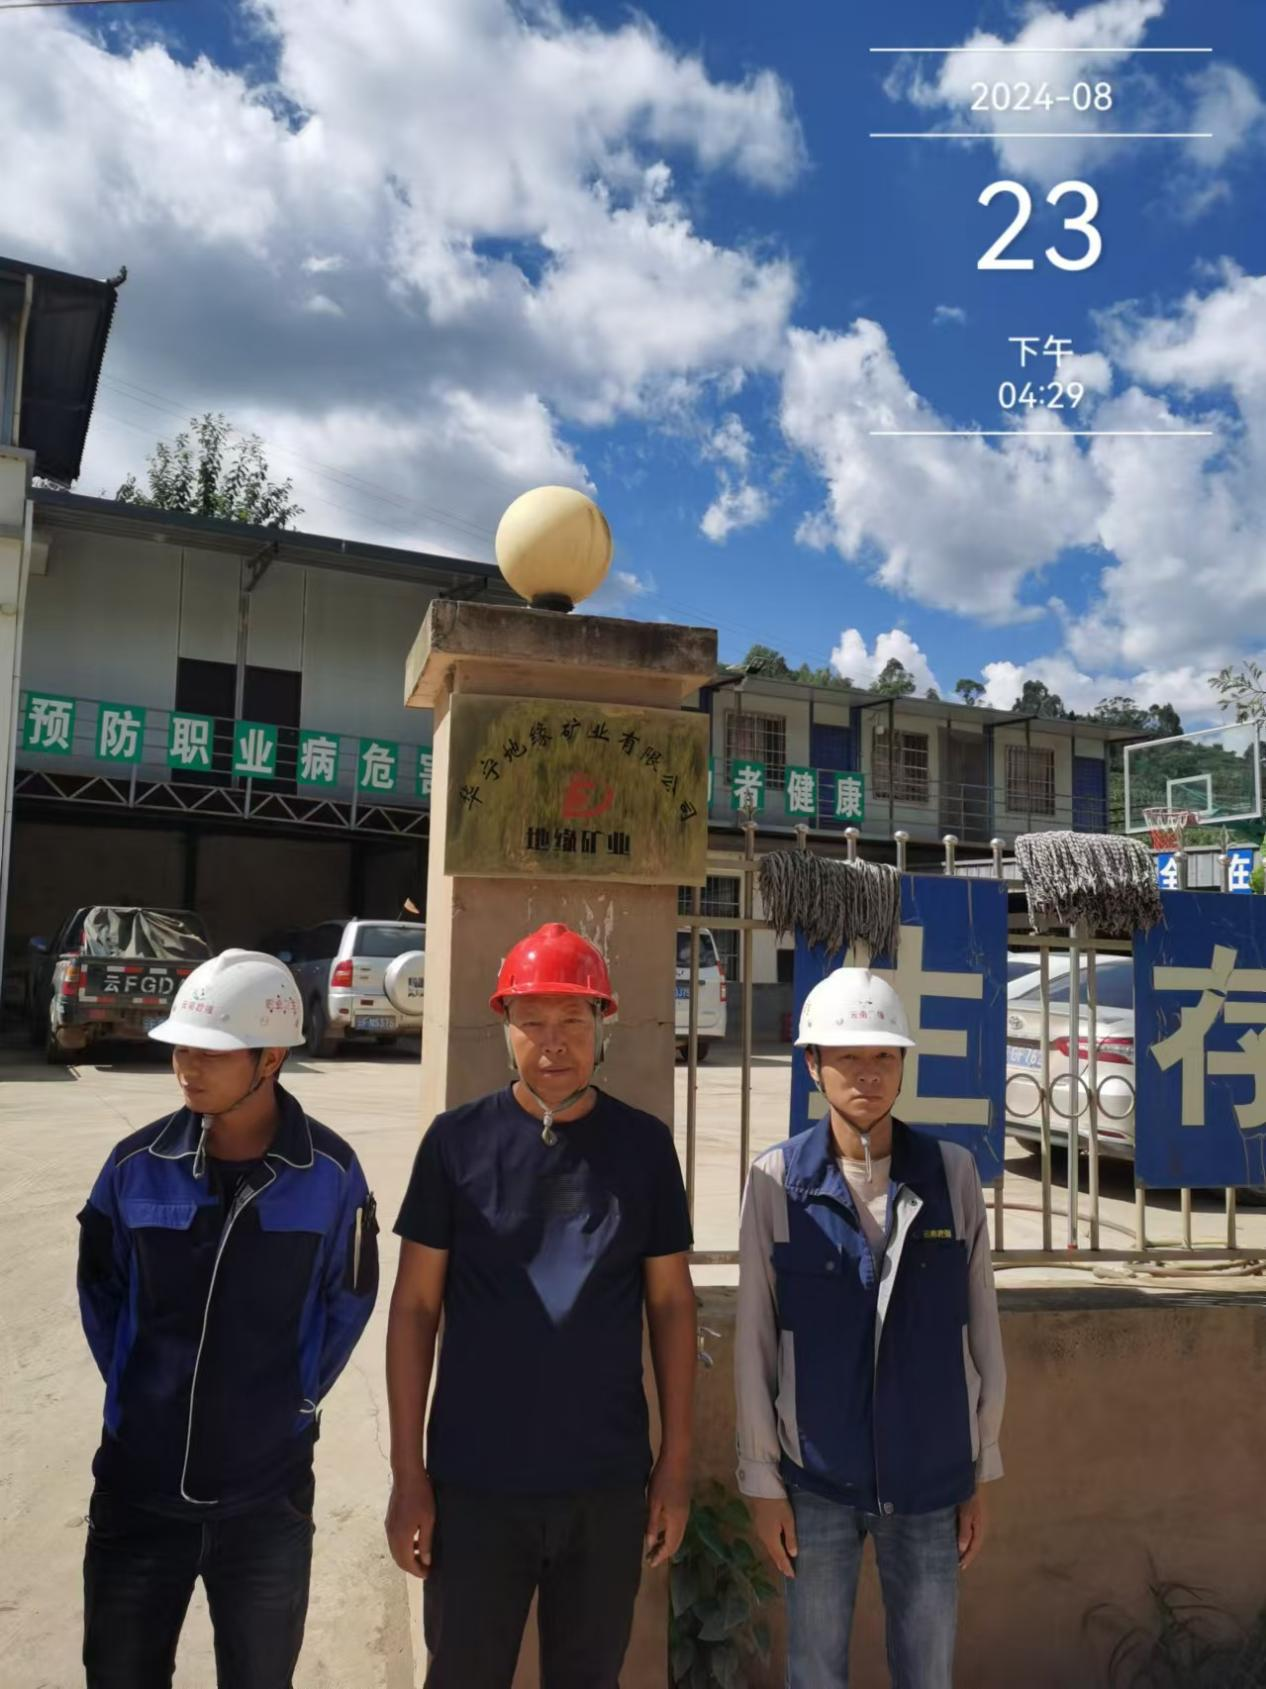 2024-08
23
下午
04:29
预防职业病危害
者健康
华宁地缘矿业有限公司
地缘矿业
全在
生存
云FGD
云南